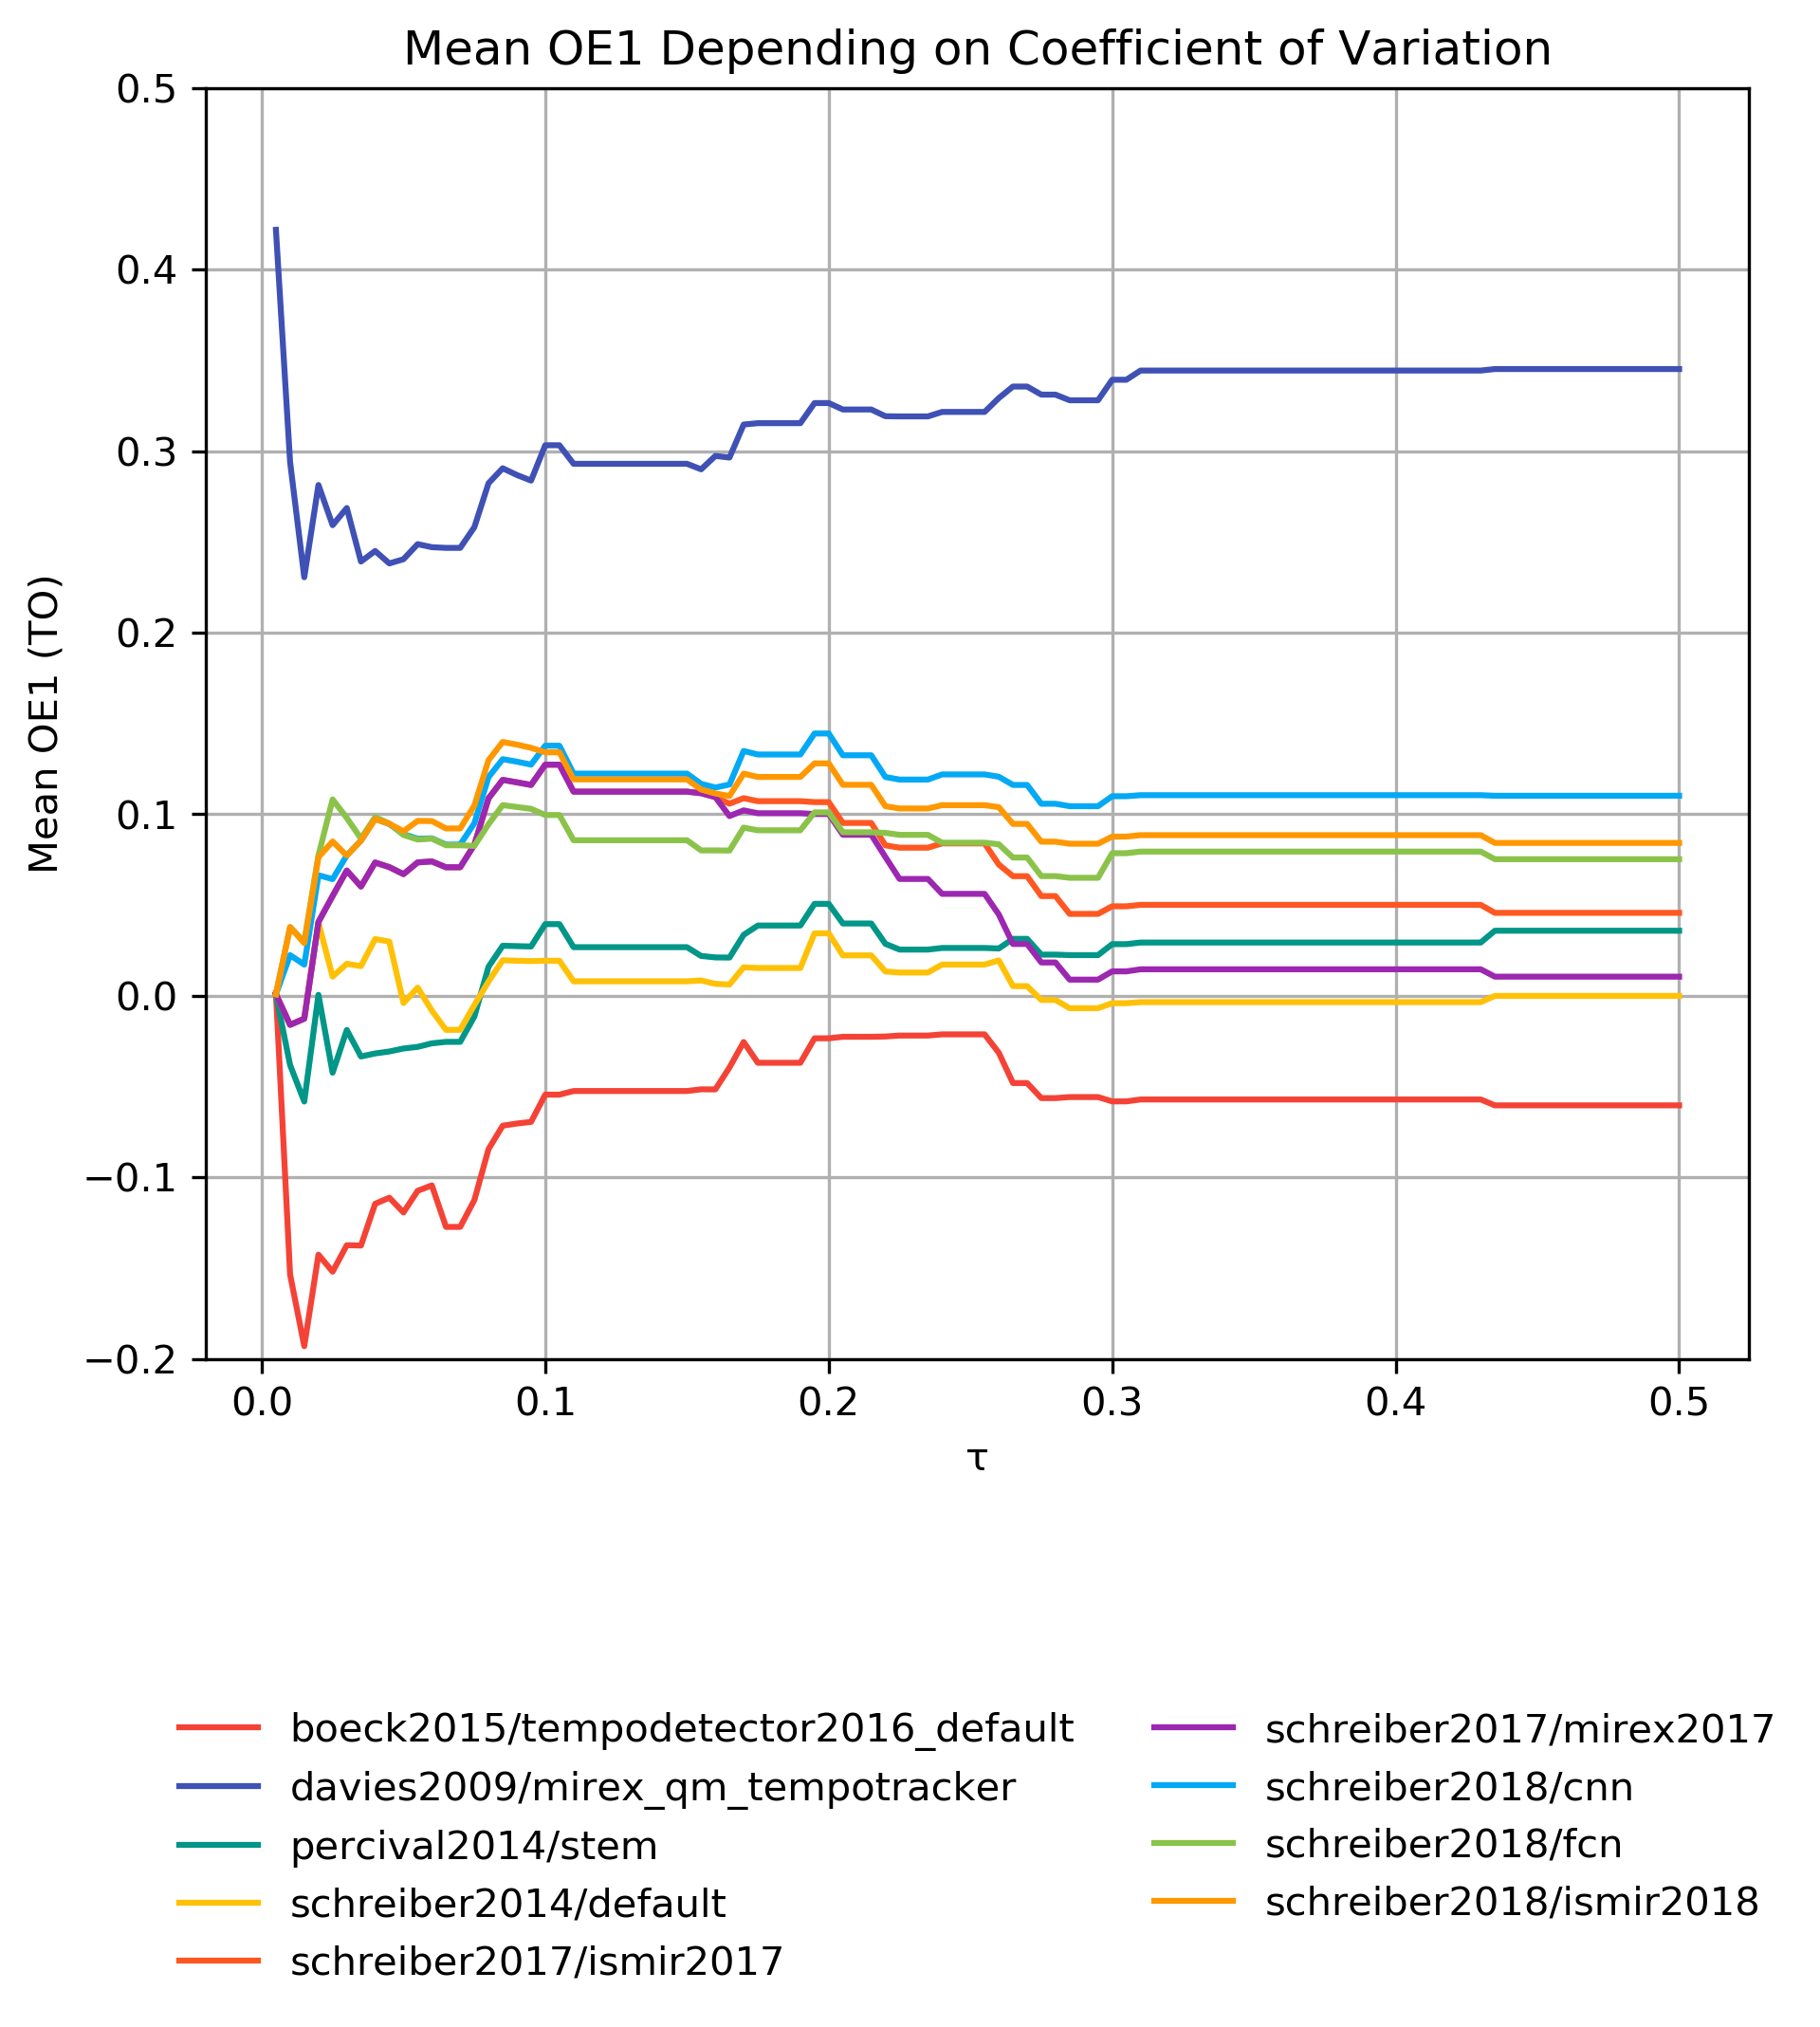 Mean OE1 Depending on Coefficient of Variation
0.5
0.4
0.3
0.2
0.1
0.0
−0.1
−0.2
Mean OE1 (TO)
0.0 0.1 0.2 0.3 0.4 0.5
τ
boeck2015/tempodetector2016_default
davies2009/mirex_qm_tempotracker
percival2014/stem
schreiber2014/default
schreiber2017/ismir2017
schreiber2017/mirex2017
schreiber2018/cnn
schreiber2018/fcn
schreiber2018/ismir2018